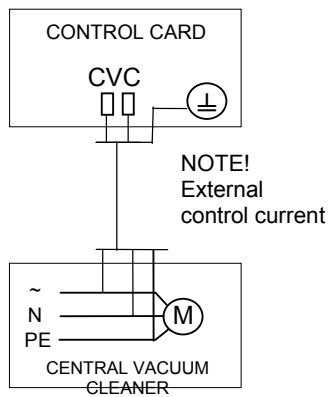 CONTROL CARD
CVC
NOTE!
External
control current
~
N
M
PE
CENTRAL VACUUM
CLEANER